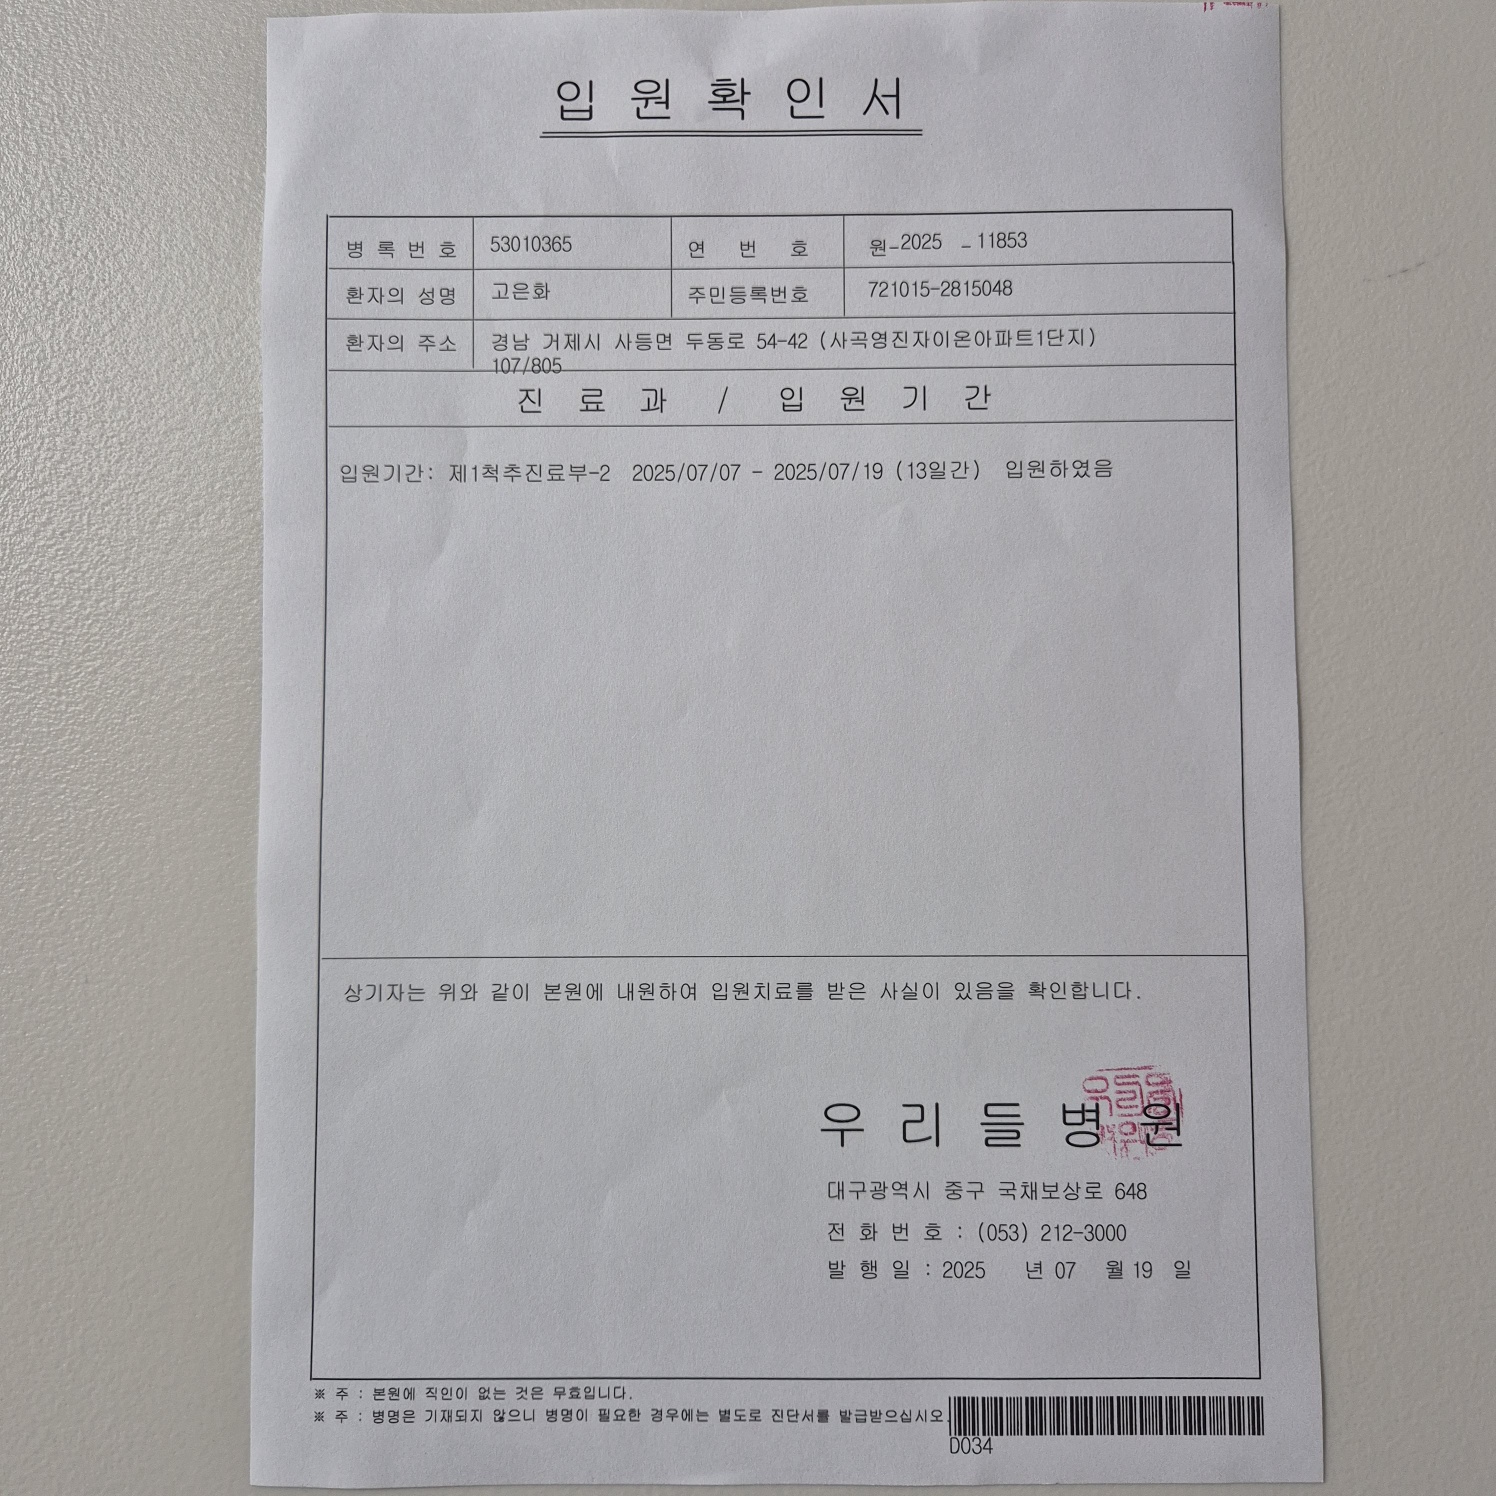 입원확인서
병록번호 53010365 연번호 원-2025 - 11853
환자의 성명 고은화 주민등록번호 721015-2815048
환자의 주소 경남 거제시 사등면 두동로 54-42 (사곡영진자이온아파트1단지)
107/805
진료과 / 입원기간
입원기간: 제1척추진료부-2 2025/07/07 - 2025/07/19 (13일간) 입원하였음
상기자는 위와 같이 본원에 내원하여 입원치료를 받은 사실이 있음을 확인합니다.
우리들병원
대구광역시 중구 국채보상로 648
전화번호 : (053) 212-3000
발행일 : 2025 년 07 월 19 일
※ 주 : 본원에 직인이 없는 것은 무효입니다.
※ 주 : 병명은 기재되지 않으니 병명이 필요한 경우에는 별도로 진단서를 발급받으십시오.
D034